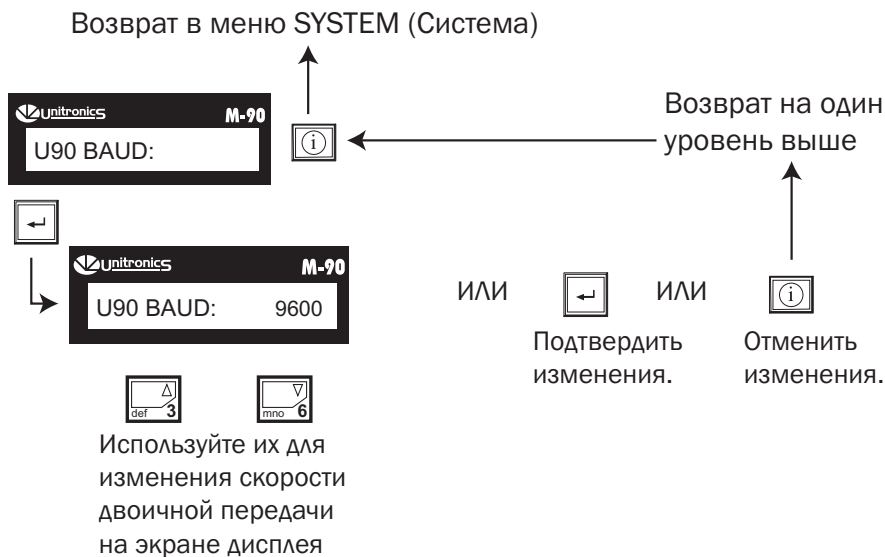 Возврат в меню SYSTEM (Система)
unitronics M-90
U90 BAUD:
i
Возврат на один
уровень выше
unitronics M-90
U90 BAUD: 9600
ИЛИ
ИЛИ
i
Подтвердить
изменения.
Отменить
изменения.
def 3
mno 6
Используйте их для
изменения скорости
двоичной передачи
на экране дисплея